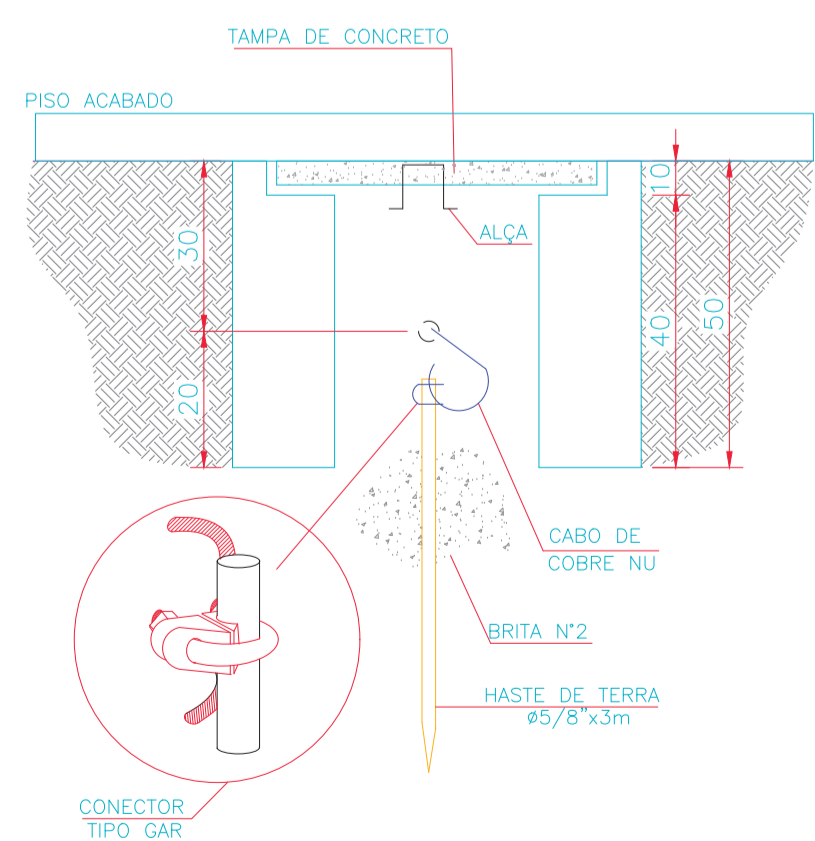 TAMPA DE CONCRETO
PISO ACABADO
10
ALÇA
30
50
40
20
CABO DE
COBRE NU
BRITA N°2
HASTE DE TERRA
ø5/8"x3m
CONECTOR
TIPO GAR